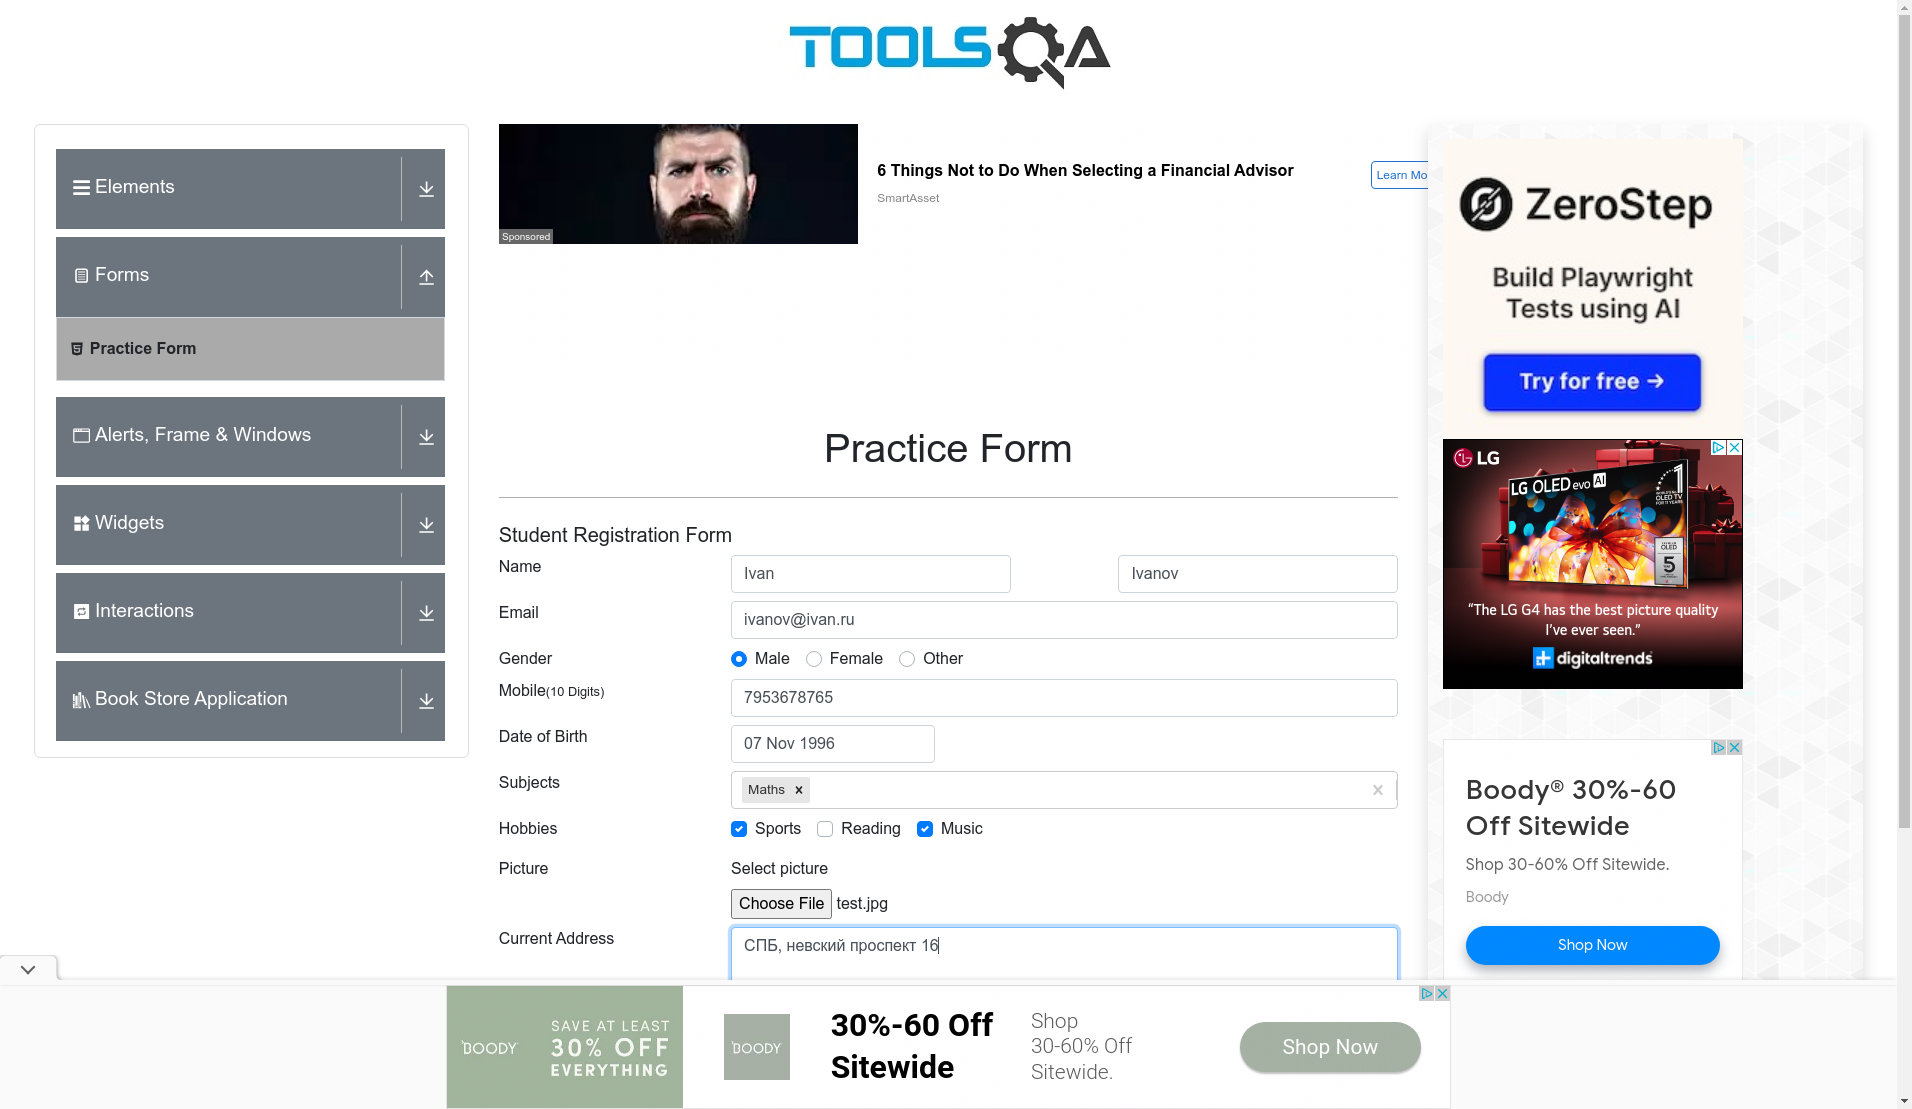 TOOLSQA
Elements
Forms
Practice Form
Alerts, Frame & Windows
Widgets
Interactions
Book Store Application
Sponsored
6 Things Not to Do When Selecting a Financial Advisor
SmartAsset
Learn Mo
Practice Form
Student Registration Form
Name
Ivan
Ivanov
Email
ivanov@ivan.ru
Gender
Male
Female
Other
Mobile(10 Digits)
7953678765
Date of Birth
07 Nov 1996
Subjects
Maths
Hobbies
Sports
Reading
Music
Picture
Select picture
Choose File test.jpg
Current Address
СПБ, невский проспект 16
ZeroStep
Build Playwright
Tests using AI
Try for free →
LG
LG OLED evo AI
1
OLED
5
“The LG G4 has the best picture quality
I’ve ever seen.”
digitaltrends
Boody® 30%-60
Off Sitewide
Shop 30-60% Off Sitewide.
Boody
Shop Now
BOODY
SAVE AT LEAST
30% OFF
EVERYTHING
BOODY
30%-60 Off
Sitewide
Shop
30-60% Off
Sitewide.
Shop Now